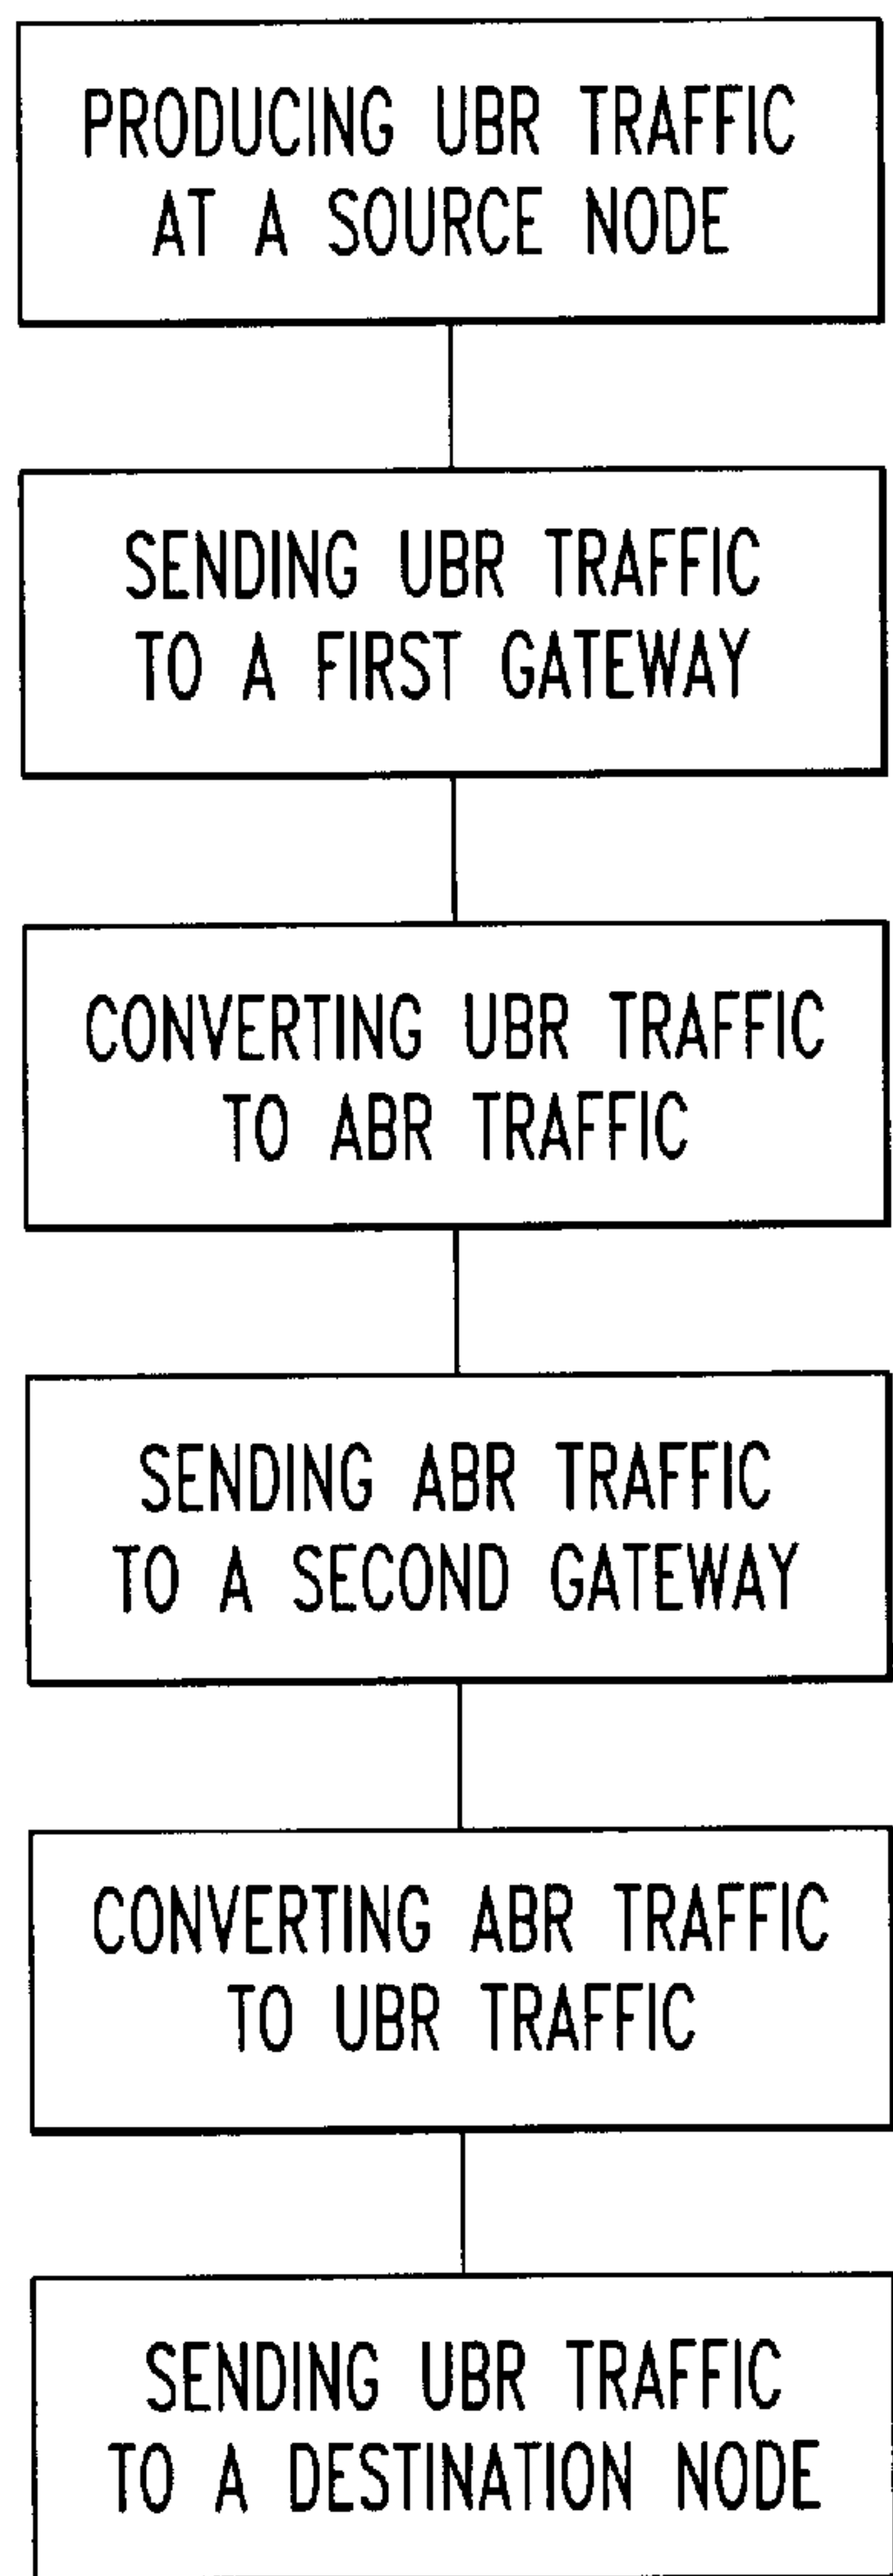 PRODUCING UBR TRAFFIC
AT A SOURCE NODE
SENDING UBR TRAFFIC
TO A FIRST GATEWAY
CONVERTING UBR TRAFFIC
TO ABR TRAFFIC
SENDING ABR TRAFFIC
TO A SECOND GATEWAY
CONVERTING ABR TRAFFIC
TO UBR TRAFFIC
SENDING UBR TRAFFIC
TO A DESTINATION NODE